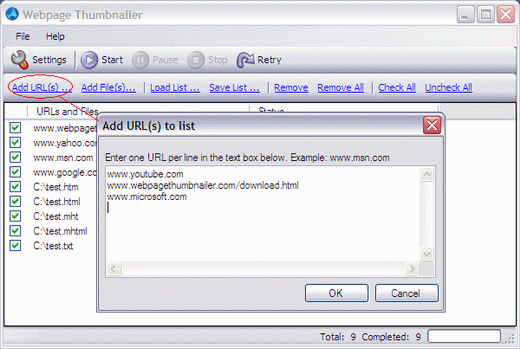 Webpage Thumbnailer
File Help
Settings Start Pause Stop Retry
Add URL(s) ... Add File(s)... Load List ... Save List ... Remove Remove All Check All Uncheck All
URLs and Files Status
www.webpaget
www.yahoo.co
www.msn.com
www.google.co
C:\test.htm
C:\test.html
C:\test.mht
C:\test.mhtml
C:\test.txt
Add URL(s) to list
Enter one URL per line in the text box below. Example: www.msn.com
www.youtube.com
www.webpagethumbnailer.com/download.html
www.microsoft.com
OK Cancel
Total: 9 Completed: 9